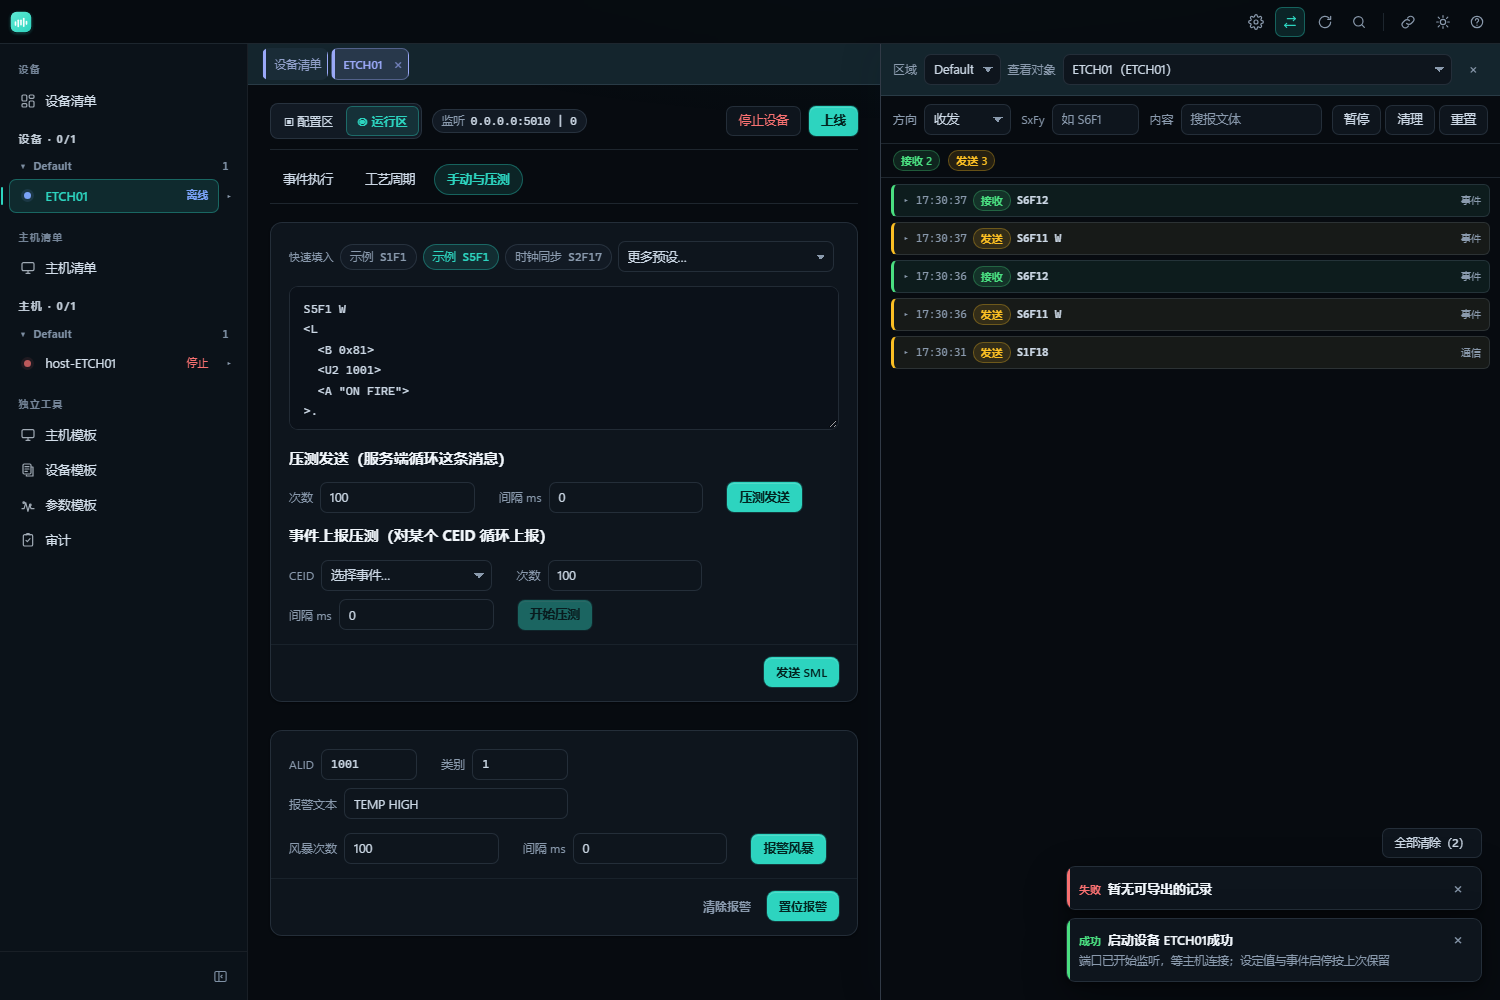 设备
设备清单
设备 · 0/1
Default 1
ETCH01 离线
主机清单
主机清单
主机 · 0/1
Default 1
host-ETCH01 停止
独立工具
主机模板
设备模板
参数模板
审计
设备清单 ETCH01 ×
配置区 运行区 监听 0.0.0.0:5010 | 0 停止设备 上线
事件执行 工艺周期 手动与压测
快速填入 示例 S1F1 示例 S5F1 时钟同步 S2F17 更多预设...
S5F1 W
<L
<B 0x81>
<U2 1001>
<A "ON FIRE">
>.
压测发送（服务端循环这条消息）
次数 100 间隔 ms 0 压测发送
事件上报压测（对某个 CEID 循环上报）
CEID 选择事件... 次数 100
间隔 ms 0 开始压测
发送 SML
ALID 1001 类别 1
报警文本 TEMP HIGH
风暴次数 100 间隔 ms 0 报警风暴
清除报警 置位报警
区域 Default 查看对象 ETCH01（ETCH01） ×
方向 收发 SxFy 如 S6F1 内容 搜报文体 暂停 清理 重置
接收 2 发送 3
17:30:37 接收 S6F12 事件
17:30:37 发送 S6F11 W 事件
17:30:36 接收 S6F12 事件
17:30:36 发送 S6F11 W 事件
17:30:31 发送 S1F18 通信
全部清除（2）
失败 暂无可导出的记录 ×
成功 启动设备 ETCH01成功 ×
端口已开始监听，等主机连接；设定值与事件启停按上次保留